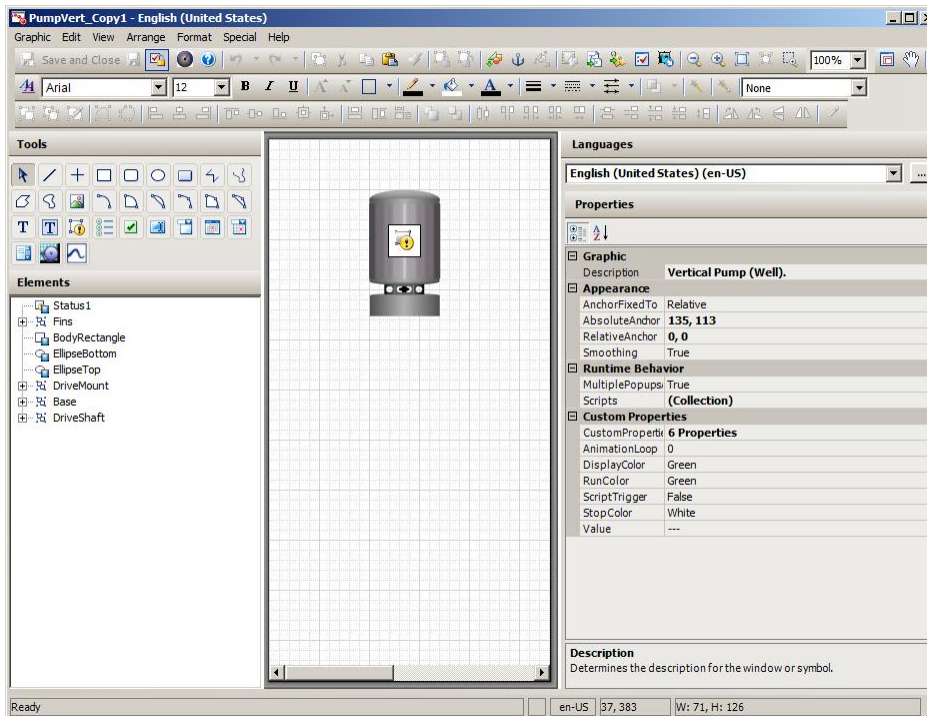 PumpVert_Copy1 - English (United States)
Graphic Edit View Arrange Format Special Help
Save and Close
100%
Arial
12
B I U
A
None
Tools
T T
Elements
Status1
Fins
BodyRectangle
EllipseBottom
EllipseTop
DriveMount
Base
DriveShaft
Languages
English (United States) (en-US)
...
Properties
Graphic
Description Vertical Pump (Well).
Appearance
AnchorFixedTo Relative
AbsoluteAnchor 135, 113
RelativeAnchor 0, 0
Smoothing True
Runtime Behavior
MultiplePopups True
Scripts (Collection)
Custom Properties
CustomPropertie 6 Properties
AnimationLoop 0
DisplayColor Green
RunColor Green
ScriptTrigger False
StopColor White
Value ---
Description
Determines the description for the window or symbol.
Ready
en-US 37, 383 W: 71, H: 126